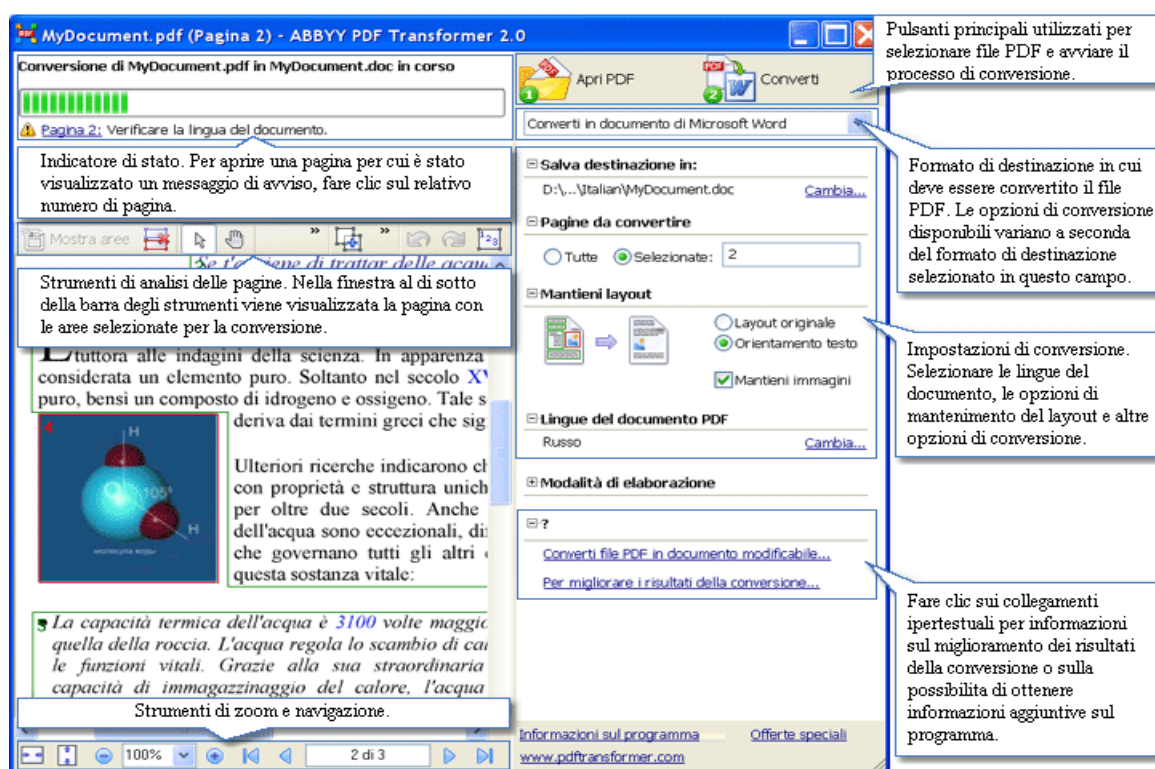 MyDocument.pdf (Pagina 2) - ABBYY PDF Transformer 2.0
Conversione di MyDocument.pdf in MyDocument.doc in corso
Pagina 2: Verificare la lingua del documento.
Indicatore di stato. Per aprire una pagina per cui è stato
visualizzato un messaggio di avviso, fare clic sul relativo
numero di pagina.
Mostra aree
» »
Se t'
di trattar delle
Strumenti di analisi delle pagine. Nella finestra al di sotto
della barra degli strumenti viene visualizzata la pagina con
le aree selezionate per la conversione.
tuttora alle indagini della scienza. In apparenza
considerata un elemento puro. Soltanto nel secolo XV
puro, bensì un composto di idrogeno e ossigeno. Tale s
deriva dai termini greci che sig
H
105°
H
молекула воды
Ulteriori ricerche indicarono ch
con proprietà e struttura unich
per oltre due secoli. Anche
dell'acqua sono eccezionali, di
che governano tutti gli altri
questa sostanza vitale:
La capacità termica dell'acqua è 3100 volte maggio
quella della roccia. L'acqua regola lo scambio di cal
le funzioni vitali. Grazie alla sua straordinaria
capacità di immagazzinaggio del calore, l'acqua
Strumenti di zoom e navigazione.
100%
2 di 3
1
Apri PDF
PDF
2
W
Converti
Converti in documento di Microsoft Word
Salva destinazione in:
D:\...\Italian\MyDocument.doc
Cambia...
Pagine da convertire
Tutte
Selezionate:
2
Mantieni layout
Layout originale
Orientamento testo
Mantieni immagini
Lingue del documento PDF
Russo
Cambia...
Modalità di elaborazione
?
Converti file PDF in documento modificabile...
Per migliorare i risultati della conversione...
Informazioni sul programma
Offerte speciali
www.pdftransformer.com
Pulsanti principali utilizzati per
selezionare file PDF e avviare il
processo di conversione.
Formato di destinazione in cui
deve essere convertito il file
PDF. Le opzioni di conversione
disponibili variano a seconda
del formato di destinazione
selezionato in questo campo.
Impostazioni di conversione.
Selezionare le lingue del
documento, le opzioni di
mantenimento del layout e altre
opzioni di conversione.
Fare clic sui collegamenti
ipertestuali per informazioni
sul miglioramento dei risultati
della conversione o sulla
possibilita di ottenere
informazioni aggiuntive sul
programma.